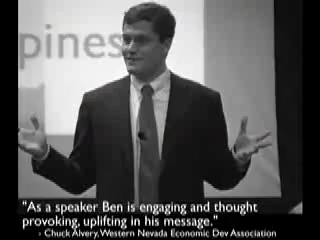 pines
"As a speaker Ben is engaging and thought
provoking, uplifting in his message."
- Chuck Alvery, Western Nevada Economic Dev Association